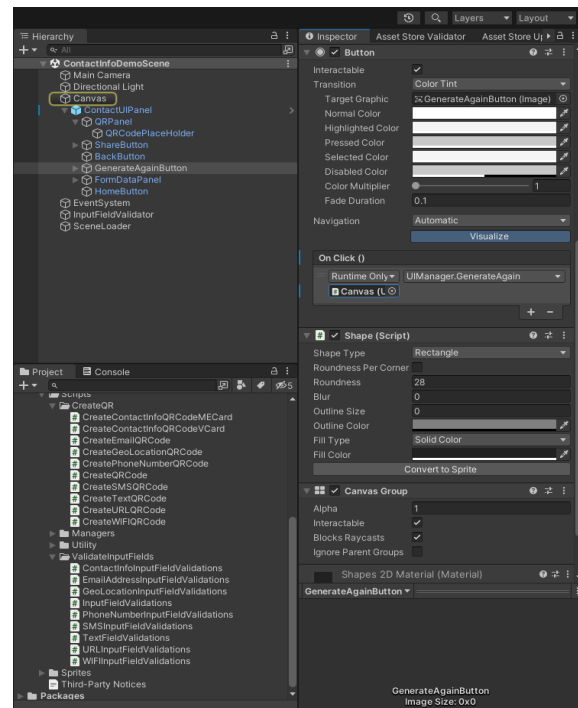 Layers
Layout
Hierarchy
All
ContactInfoDemoScene
Main Camera
Directional Light
Canvas
ContactUIPanel
QRPanel
QRCodePlaceHolder
ShareButton
BackButton
GenerateAgainButton
FormDataPanel
HomeButton
EventSystem
InputFieldValidator
SceneLoader
Project
Console
5
Scripts
CreateQR
CreateContactInfoQRCodeMECard
CreateContactInfoQRCodeVCard
CreateEmailQRCode
CreateGeoLocationQRCode
CreatePhoneNumberQRCode
CreateQRCode
CreateSMSQRCode
CreateTextQRCode
CreateURLQRCode
CreateWIFIQRCode
Managers
Utility
ValidateInputFields
ContactInfoInputFieldValidations
EmailAddressInputFieldValidations
GeoLocationInputFieldValidations
InputFieldValidations
PhoneNumberInputFieldValidations
SMSInputFieldValidations
TextFieldValidations
URLInputFieldValidations
WIFIInputFieldValidations
Sprites
Third-Party Notices
Packages
Inspector
Asset Store Validator
Asset Store Up
Button
Interactable
Transition Color Tint
Target Graphic GenerateAgainButton (Image)
Normal Color
Highlighted Color
Pressed Color
Selected Color
Disabled Color
Color Multiplier 1
Fade Duration 0.1
Navigation Automatic
Visualize
On Click ()
Runtime Only UIManager.GenerateAgain
Canvas (U
Shape (Script)
Shape Type Rectangle
Roundness Per Corner
Roundness 28
Blur 0
Outline Size 0
Outline Color
Fill Type Solid Color
Fill Color
Convert to Sprite
Canvas Group
Alpha 1
Interactable
Blocks Raycasts
Ignore Parent Groups
Shapes 2D Material (Material)
GenerateAgainButton
GenerateAgainButton
Image Size: 0x0